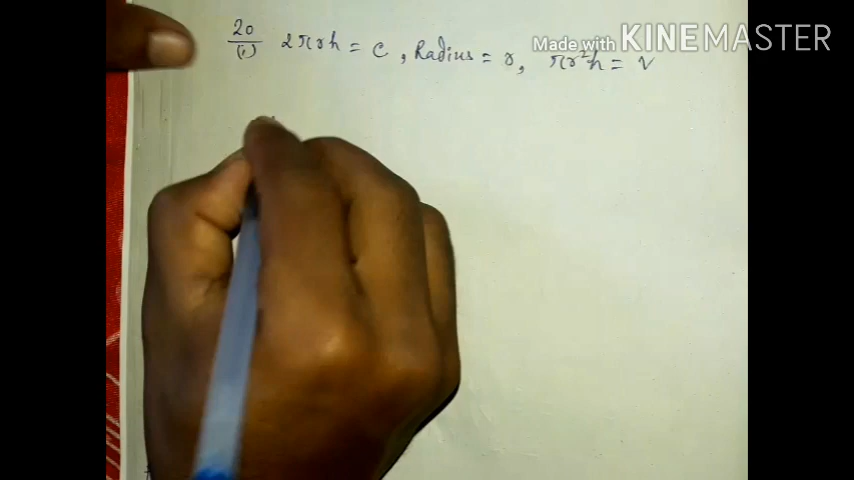 20/(i) 2πrh = c, Radius = r, πr²h = v
Made with KINEMASTER